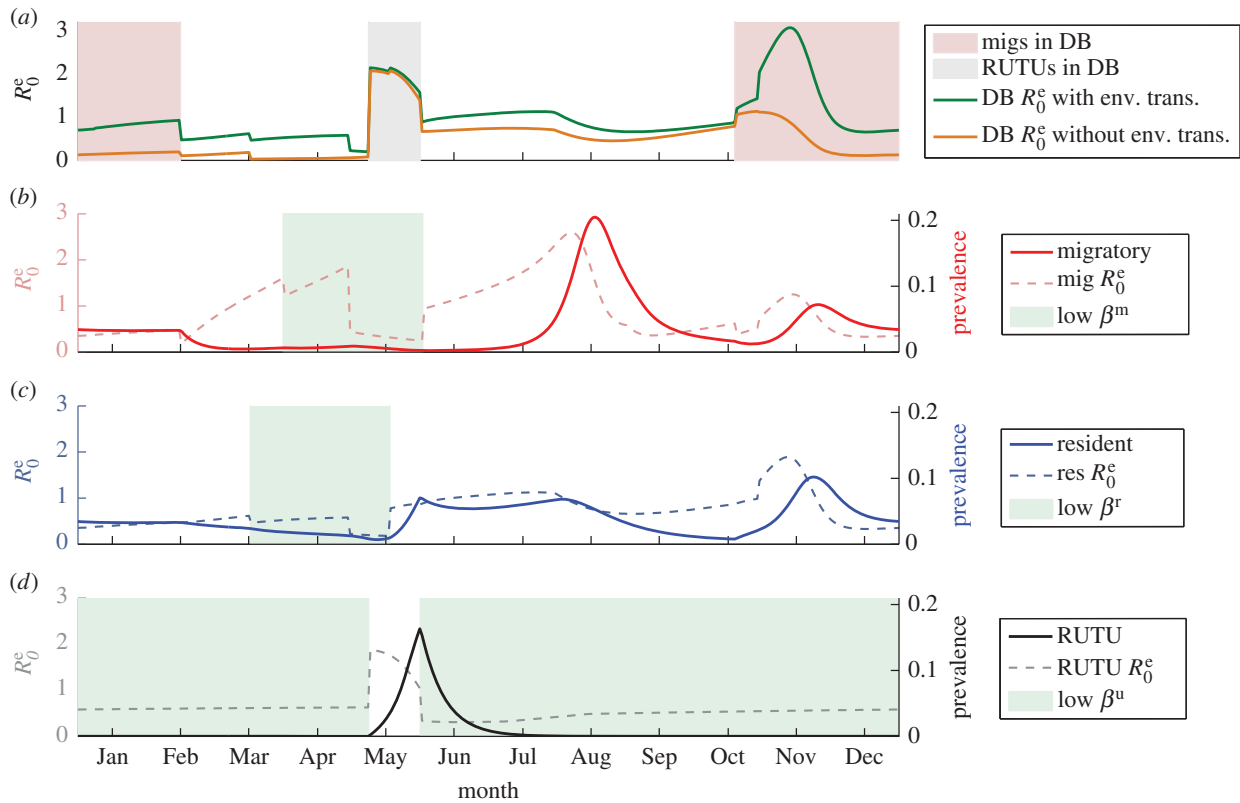 (a)
3
2
1
0
R₀ᵉ
migs in DB
RUTUs in DB
DB R₀ᵉ with env. trans.
DB R₀ᵉ without env. trans.
(b)
3
2
1
0
R₀ᵉ
0.2
0.1
0
prevalence
migratory
mig R₀ᵉ
low βᵐ
(c)
3
2
1
0
R₀ᵉ
0.2
0.1
0
prevalence
resident
res R₀ᵉ
low βʳ
(d)
3
2
1
0
R₀ᵉ
0.2
0.1
0
prevalence
RUTU
RUTU R₀ᵉ
low βᵘ
Jan Feb Mar Apr May Jun Jul Aug Sep Oct Nov Dec
month